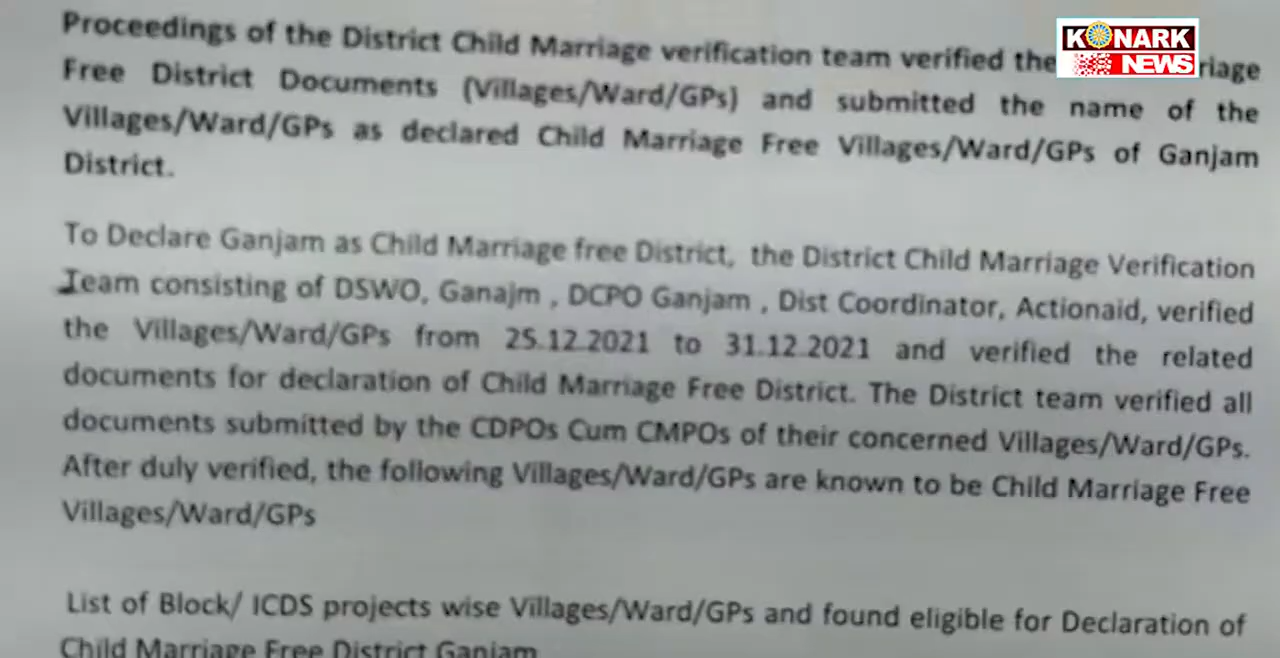 Proceedings of the District Child Marriage verification team verified the riage
Free District Documents (Villages/Ward/GPs) and submitted the name of the
Villages/Ward/GPs as declared Child Marriage Free Villages/Ward/GPs of Ganjam
District.
To Declare Ganjam as Child Marriage free District, the District Child Marriage Verification
Team consisting of DSWO, Ganajm , DCPO Ganjam , Dist Coordinator, Actionaid, verified
the Villages/Ward/GPs from 25.12.2021 to 31.12.2021 and verified the related
documents for declaration of Child Marriage Free District. The District team verified all
documents submitted by the CDPOs Cum CMPOs of their concerned Villages/Ward/GPs.
After duly verified, the following Villages/Ward/GPs are known to be Child Marriage Free
Villages/Ward/GPs
List of Block/ ICDS projects wise Villages/Ward/GPs and found eligible for Declaration of
Child Marriage Free District Ganjam
KONARK
NEWS